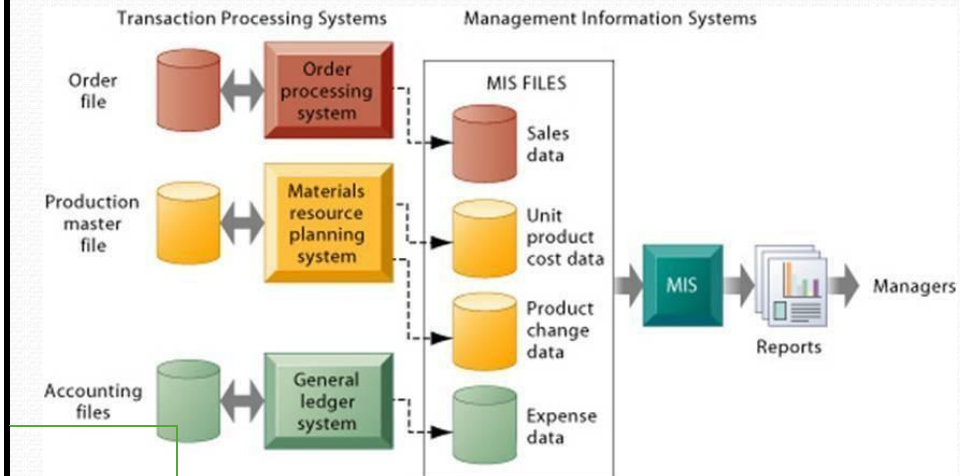 Transaction Processing Systems
Management Information Systems
Order
file
Order
processing
system
MIS FILES
Sales
data
Production
master
file
Materials
resource
planning
system
Unit
product
cost data
Product
change
data
MIS
Reports
Managers
Accounting
files
General
ledger
system
Expense
data